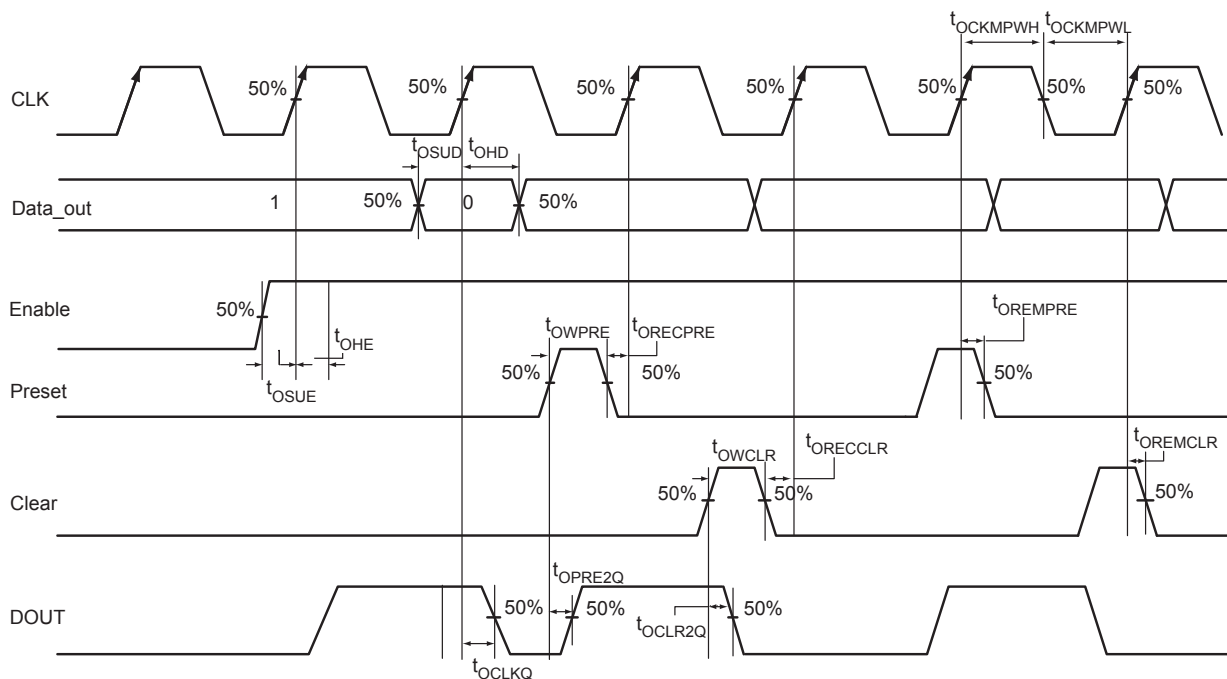 tOCKMPWH tOCKMPWL
CLK 50% 50% 50% 50% 50% 50% 50%
tOSUD tOHD
Data_out 1 50% 0 50%
Enable 50%
tOHE
tOSUE
tOWPRE tORECPRE tOREMPRE
Preset 50% 50% 50%
tOWCLR tORECCLR tOREMCLR
Clear 50% 50% 50%
tOPRE2Q
DOUT 50% 50% 50%
tOCLR2Q
tOCLKQ